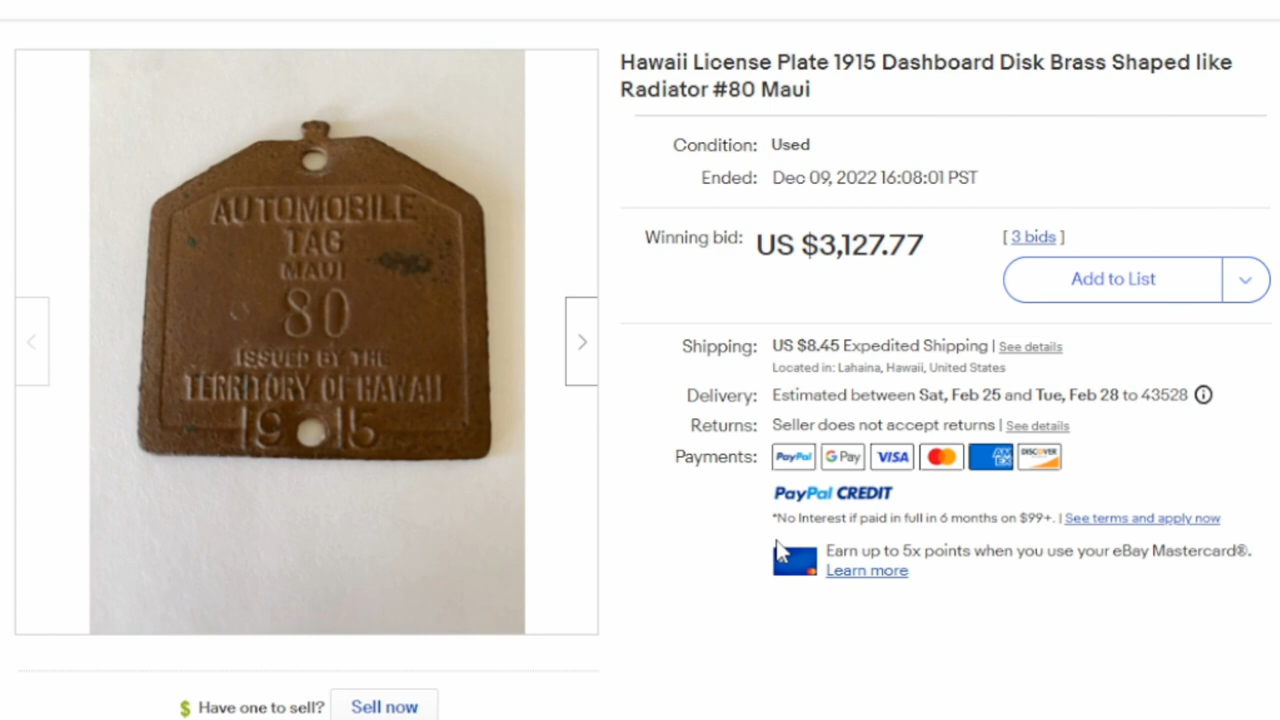 Hawaii License Plate 1915 Dashboard Disk Brass Shaped like
Radiator #80 Maui
AUTOMOBILE
TAG
MAUI
80
ISSUED BY THE
TERRITORY OF HAWAII
19 15
Condition: Used
Ended: Dec 09, 2022 16:08:01 PST
Winning bid: US $3,127.77 [ 3 bids ]
Add to List
Shipping: US $8.45 Expedited Shipping | See details
Located in: Lahaina, Hawaii, United States
Delivery: Estimated between Sat, Feb 25 and Tue, Feb 28 to 43528
Returns: Seller does not accept returns | See details
Payments: PayPal G Pay VISA AM EX DISCOVER
PayPal CREDIT
*No Interest if paid in full in 6 months on $99+. | See terms and apply now
Earn up to 5x points when you use your eBay Mastercard®.
Learn more
$ Have one to sell? Sell now